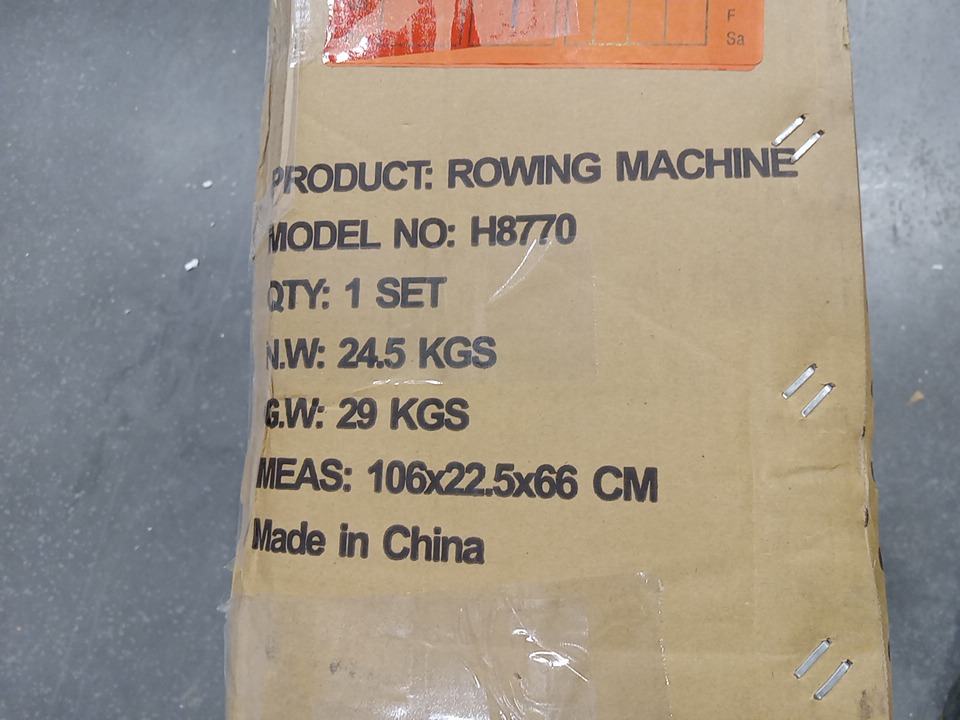 F
Sa
PRODUCT: ROWING MACHINE
MODEL NO: H8770
QTY: 1 SET
N.W: 24.5 KGS
G.W: 29 KGS
MEAS: 106x22.5x66 CM
Made in China